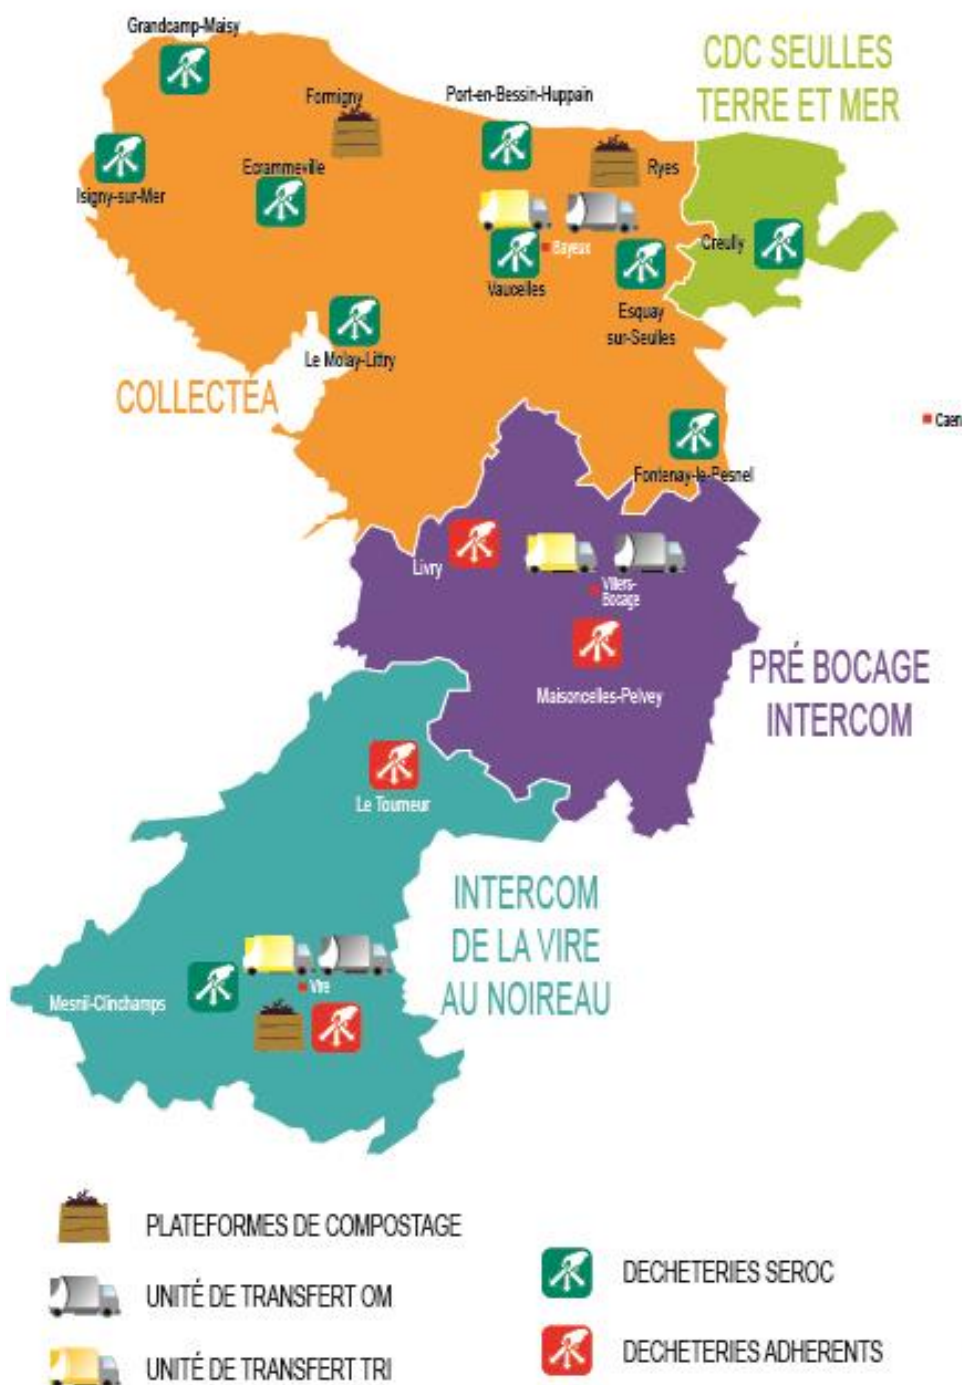 Grandcamp-Maisy
CDC SEULLES
TERRE ET MER
Formigny
Port-en-Bessin-Huppain
Ecrammeville
Ryes
Isigny-sur-Mer
Creully
Bayeux
Vaucelles
Esquay
sur-Seulles
Le Molay-Littry
COLLECTÉA
Caen
Fontenay-le-Pesnel
Livry
Villers-
Bocage
PRÉ BOCAGE
INTERCOM
Maisoncelles-Pelvey
Le Tourneur
INTERCOM
DE LA VIRE
AU NOIREAU
Vire
Mesnil-Clinchamps
PLATEFORMES DE COMPOSTAGE
UNITÉ DE TRANSFERT OM
UNITÉ DE TRANSFERT TRI
DECHETERIES SEROC
DECHETERIES ADHERENTS